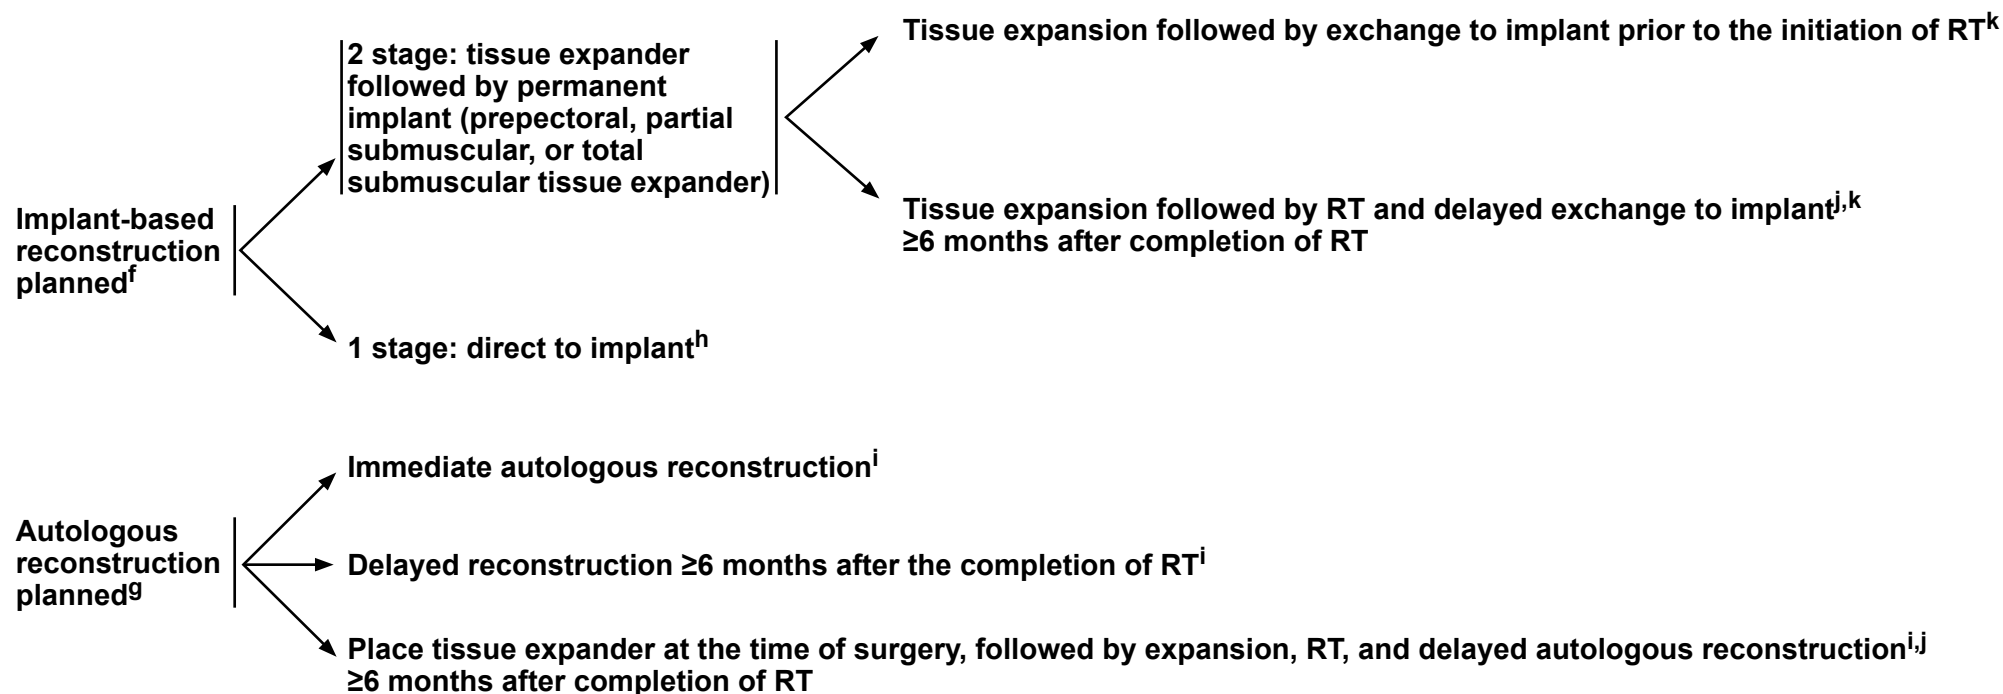 Implant-based
reconstruction
plannedf
2 stage: tissue expander
followed by permanent
implant (prepectoral, partial
submuscular, or total
submuscular tissue expander)
Tissue expansion followed by exchange to implant prior to the initiation of RTk
Tissue expansion followed by RT and delayed exchange to implantj,k
≥6 months after completion of RT
1 stage: direct to implanth
Autologous
reconstruction
plannedg
Immediate autologous reconstructioni
Delayed reconstruction ≥6 months after the completion of RTi
Place tissue expander at the time of surgery, followed by expansion, RT, and delayed autologous reconstructioni,j
≥6 months after completion of RT